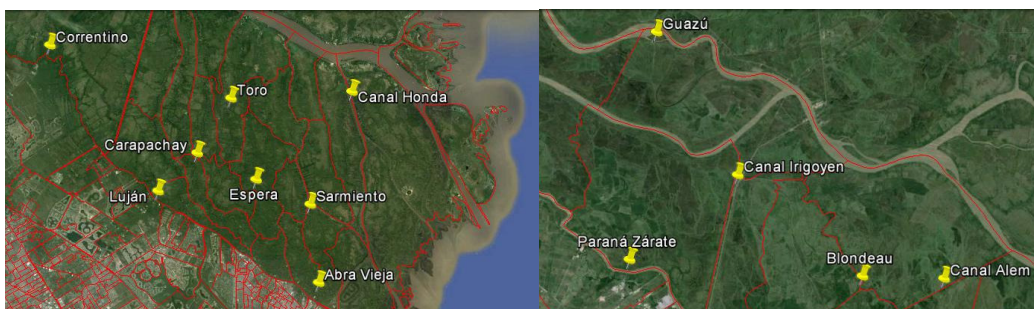 Correntino
Toro
Canal Honda
Carapachay
Luján
Espera
Sarmiento
Abra Vieja
Guazú
Canal Irigoyen
Paraná Zárate
Blondeau
Canal Alem